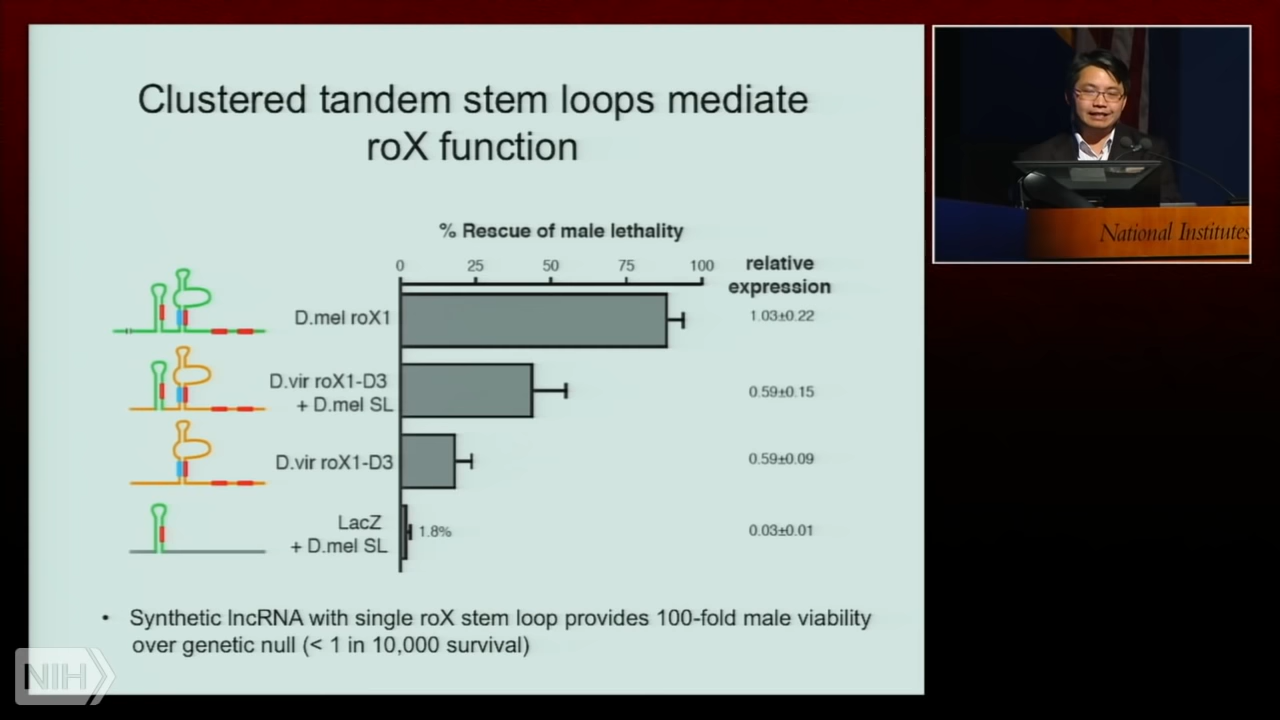 Clustered tandem stem loops mediate
roX function
% Rescue of male lethality
0 25 50 75 100
relative
expression
D.mel roX1
1.03±0.22
D.vir roX1-D3
+ D.mel SL
0.59±0.15
D.vir roX1-D3
0.59±0.09
LacZ
+ D.mel SL
1.8%
0.03±0.01
• Synthetic lncRNA with single roX stem loop provides 100-fold male viability
over genetic null (< 1 in 10,000 survival)
NIH
National Institutes